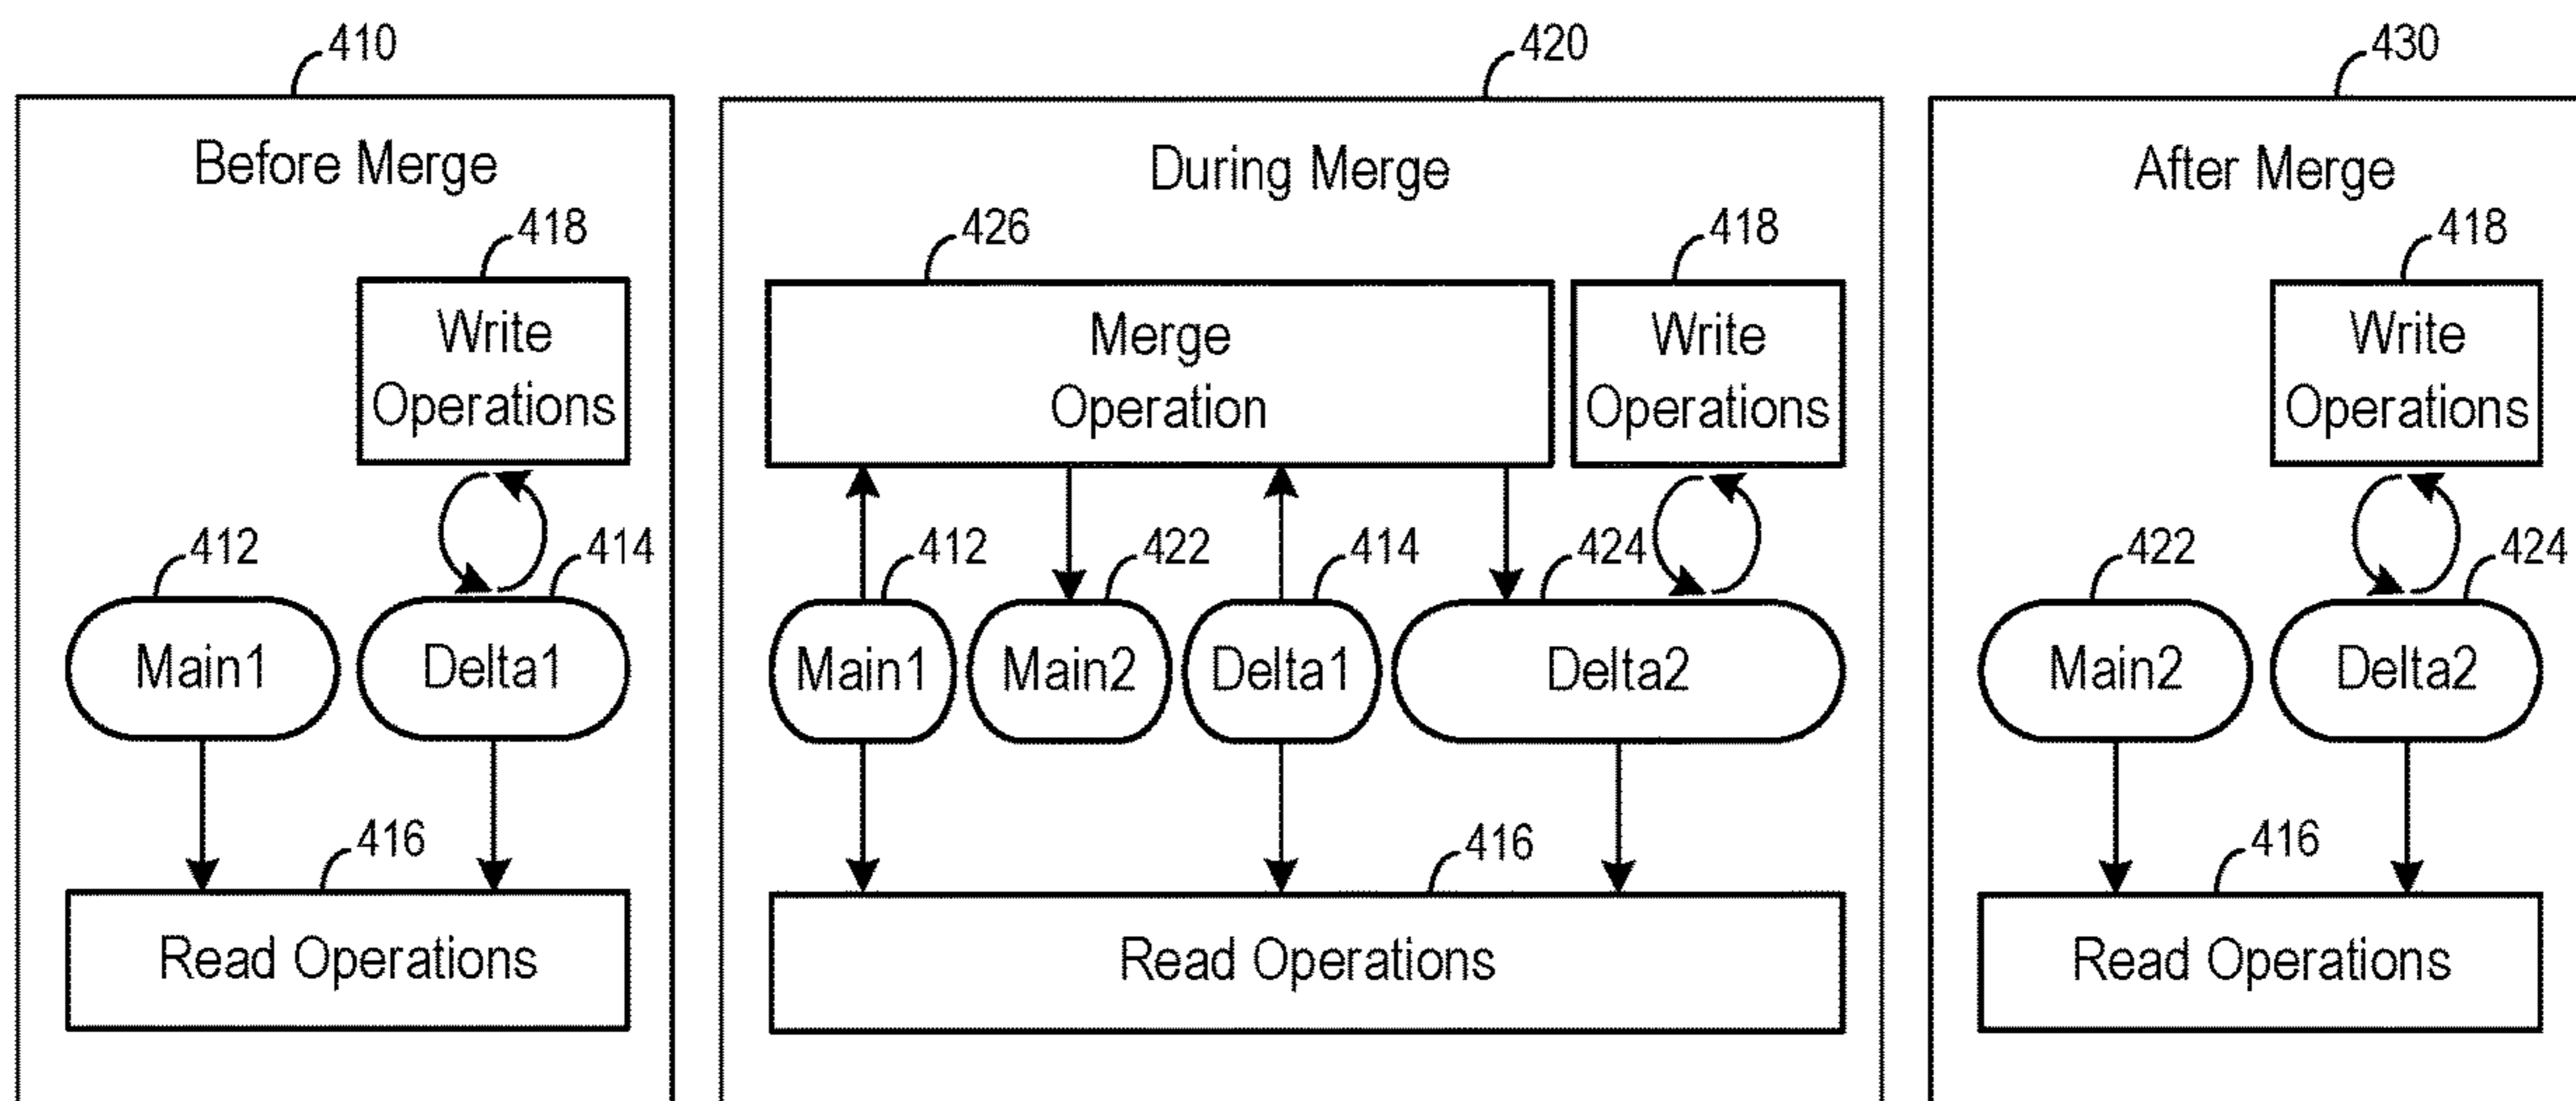 410
420
430
Before Merge
During Merge
After Merge
418
426
418
418
Write
Operations
Merge
Operation
Write
Operations
Write
Operations
412
414
412
422
414
424
422
424
Main1
Delta1
Main1
Main2
Delta1
Delta2
Main2
Delta2
416
416
416
Read Operations
Read Operations
Read Operations